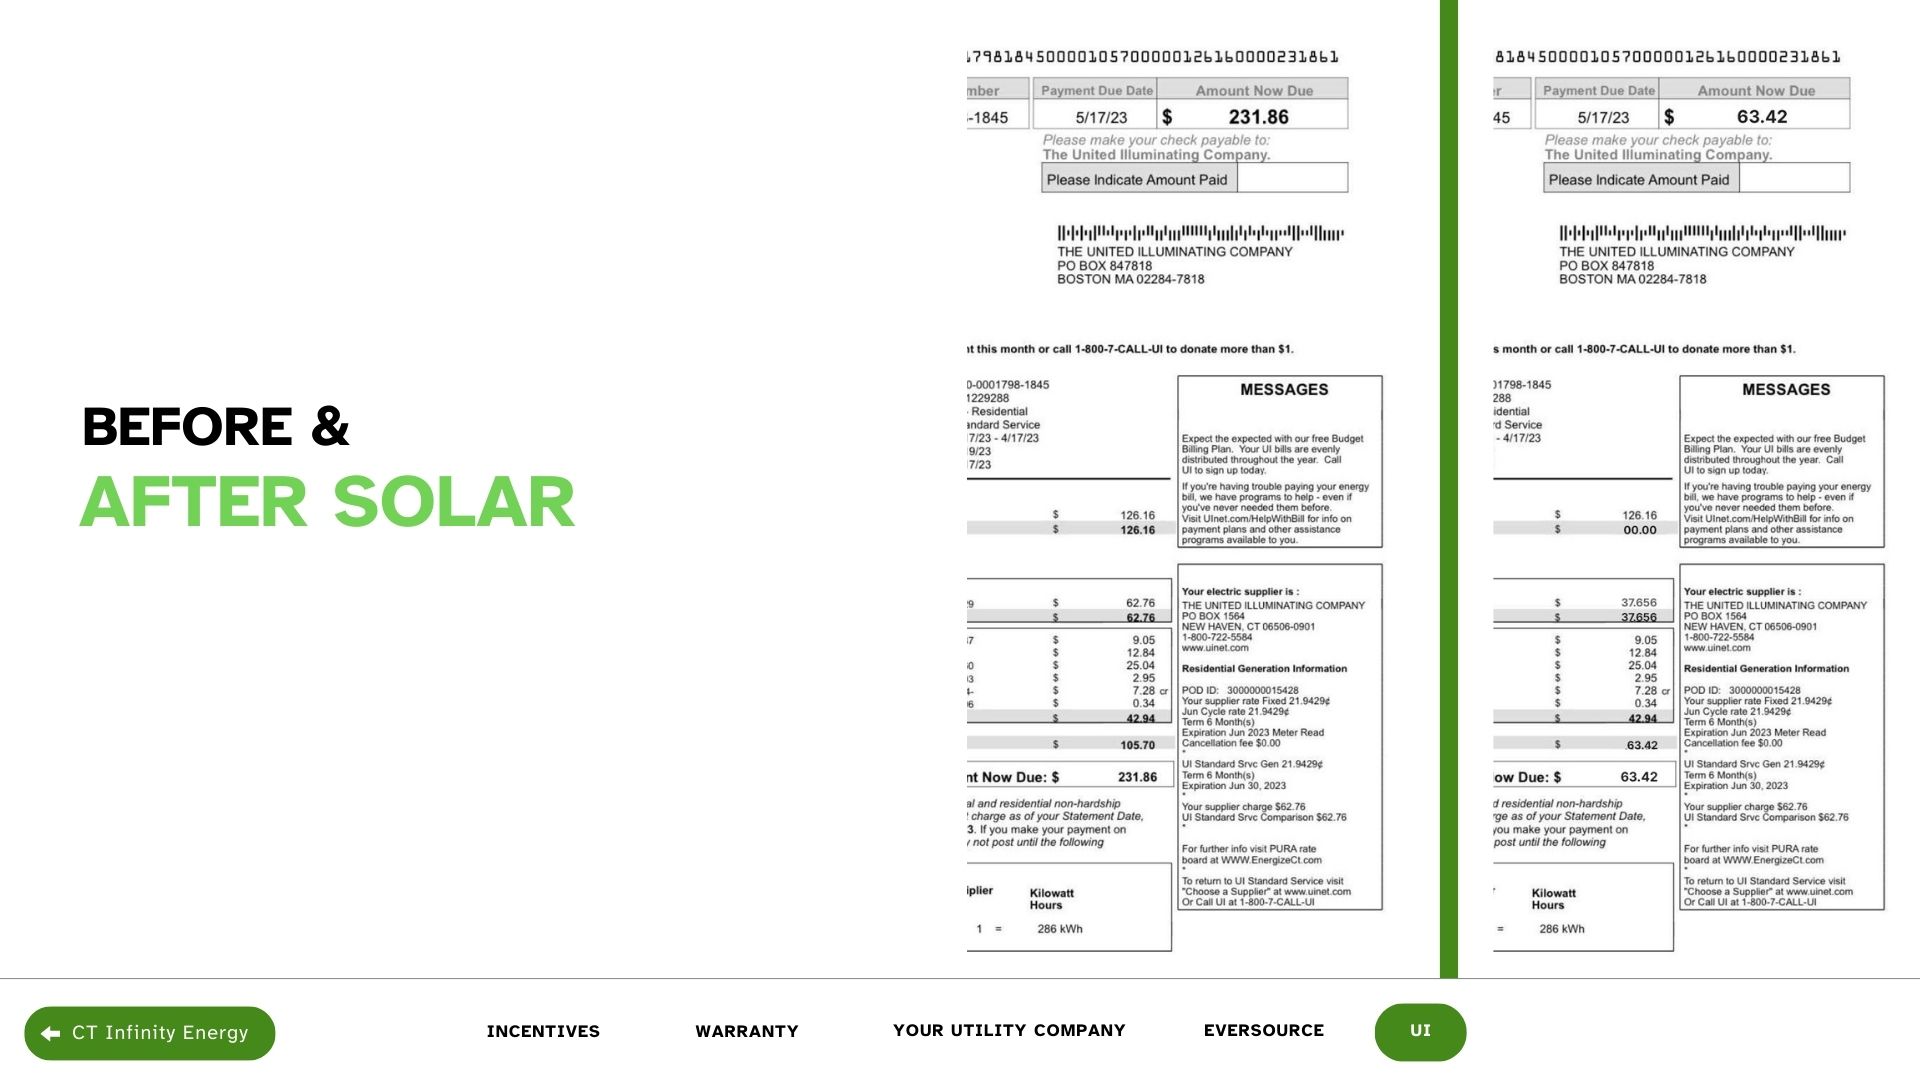 BEFORE &
AFTER SOLAR
79818450000105700000126160000231861
mber Payment Due Date Amount Now Due
-1845 5/17/23 $ 231.86
Please make your check payable to:
The United Illuminating Company.
Please Indicate Amount Paid
THE UNITED ILLUMINATING COMPANY
PO BOX 847818
BOSTON MA 02284-7818
nt this month or call 1-800-7-CALL-UI to donate more than $1.
0-0001798-1845
1229288
- Residential
andard Service
17/23 - 4/17/23
9/23
7/23
$ 126.16
$ 126.16
29 $ 62.76
$ 62.76
37 $ 9.05
$ 12.84
50 $ 25.04
03 $ 2.95
4- $ 7.28 cr
06 $ 0.34
$ 42.94
$ 105.70
nt Now Due: $ 231.86
al and residential non-hardship
t charge as of your Statement Date,
3. If you make your payment on
y not post until the following
iplier Kilowatt
Hours
1 = 286 kWh
MESSAGES
Expect the expected with our free Budget
Billing Plan. Your UI bills are evenly
distributed throughout the year. Call
UI to sign up today.
If you're having trouble paying your energy
bill, we have programs to help - even if
you've never needed them before.
Visit UInet.com/HelpWithBill for info on
payment plans and other assistance
programs available to you.
Your electric supplier is :
THE UNITED ILLUMINATING COMPANY
PO BOX 1564
NEW HAVEN, CT 06506-0901
1-800-722-5584
www.uinet.com
Residential Generation Information
POD ID: 3000000015428
Your supplier rate Fixed 21.9429¢
Jun Cycle rate 21.9429¢
Term 6 Month(s)
Expiration Jun 2023 Meter Read
Cancellation fee $0.00
*
UI Standard Srvc Gen 21.9429¢
Term 6 Month(s)
Expiration Jun 30, 2023
*
Your supplier charge $62.76
UI Standard Srvc Comparison $62.76
*
For further info visit PURA rate
board at WWW.EnergizeCt.com
*
To return to UI Standard Service visit
"Choose a Supplier" at www.uinet.com
Or Call UI at 1-800-7-CALL-UI
818450000105700000126160000231861
r Payment Due Date Amount Now Due
45 5/17/23 $ 63.42
Please make your check payable to:
The United Illuminating Company.
Please Indicate Amount Paid
THE UNITED ILLUMINATING COMPANY
PO BOX 847818
BOSTON MA 02284-7818
s month or call 1-800-7-CALL-UI to donate more than $1.
01798-1845
288
idential
rd Service
- 4/17/23
$ 126.16
$ 00.00
$ 37.656
$ 37.656
$ 9.05
$ 12.84
$ 25.04
$ 2.95
$ 7.28 cr
$ 0.34
$ 42.94
$ 63.42
ow Due: $ 63.42
d residential non-hardship
rge as of your Statement Date,
you make your payment on
post until the following
Kilowatt
Hours
= 286 kWh
MESSAGES
Expect the expected with our free Budget
Billing Plan. Your UI bills are evenly
distributed throughout the year. Call
UI to sign up today.
If you're having trouble paying your energy
bill, we have programs to help - even if
you've never needed them before.
Visit UInet.com/HelpWithBill for info on
payment plans and other assistance
programs available to you.
Your electric supplier is :
THE UNITED ILLUMINATING COMPANY
PO BOX 1564
NEW HAVEN, CT 06506-0901
1-800-722-5584
www.uinet.com
Residential Generation Information
POD ID: 3000000015428
Your supplier rate Fixed 21.9429¢
Jun Cycle rate 21.9429¢
Term 6 Month(s)
Expiration Jun 2023 Meter Read
Cancellation fee $0.00
*
UI Standard Srvc Gen 21.9429¢
Term 6 Month(s)
Expiration Jun 30, 2023
*
Your supplier charge $62.76
UI Standard Srvc Comparison $62.76
*
For further info visit PURA rate
board at WWW.EnergizeCt.com
*
To return to UI Standard Service visit
"Choose a Supplier" at www.uinet.com
Or Call UI at 1-800-7-CALL-UI
CT Infinity Energy
INCENTIVES
WARRANTY
YOUR UTILITY COMPANY
EVERSOURCE
UI